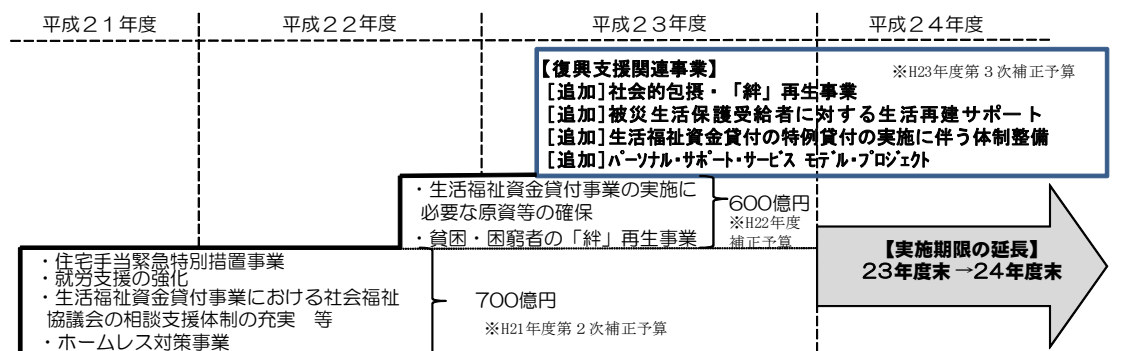 平成２１年度
平成２２年度
平成２３年度
平成２４年度
【復興支援関連事業】 ※H23年度第３次補正予算
[追加]社会的包摂・「絆」再生事業
[追加]被災生活保護受給者に対する生活再建サポート
[追加]生活福祉資金貸付の特例貸付の実施に伴う体制整備
[追加]ﾊﾟｰｿﾅﾙ・ｻﾎﾟｰﾄ・ｻｰﾋﾞｽ ﾓﾃﾞﾙ・ﾌﾟﾛｼﾞｪｸﾄ
・生活福祉資金貸付事業の実施に
必要な原資等の確保
・貧困・困窮者の「絆」再生事業
600億円
※H22年度
補正予算
【実施期限の延長】
23年度末→24年度末
・住宅手当緊急特別措置事業
・就労支援の強化
・生活福祉資金貸付事業における社会福祉
協議会の相談支援体制の充実　等
・ホームレス対策事業
700億円
※H21年度第２次補正予算